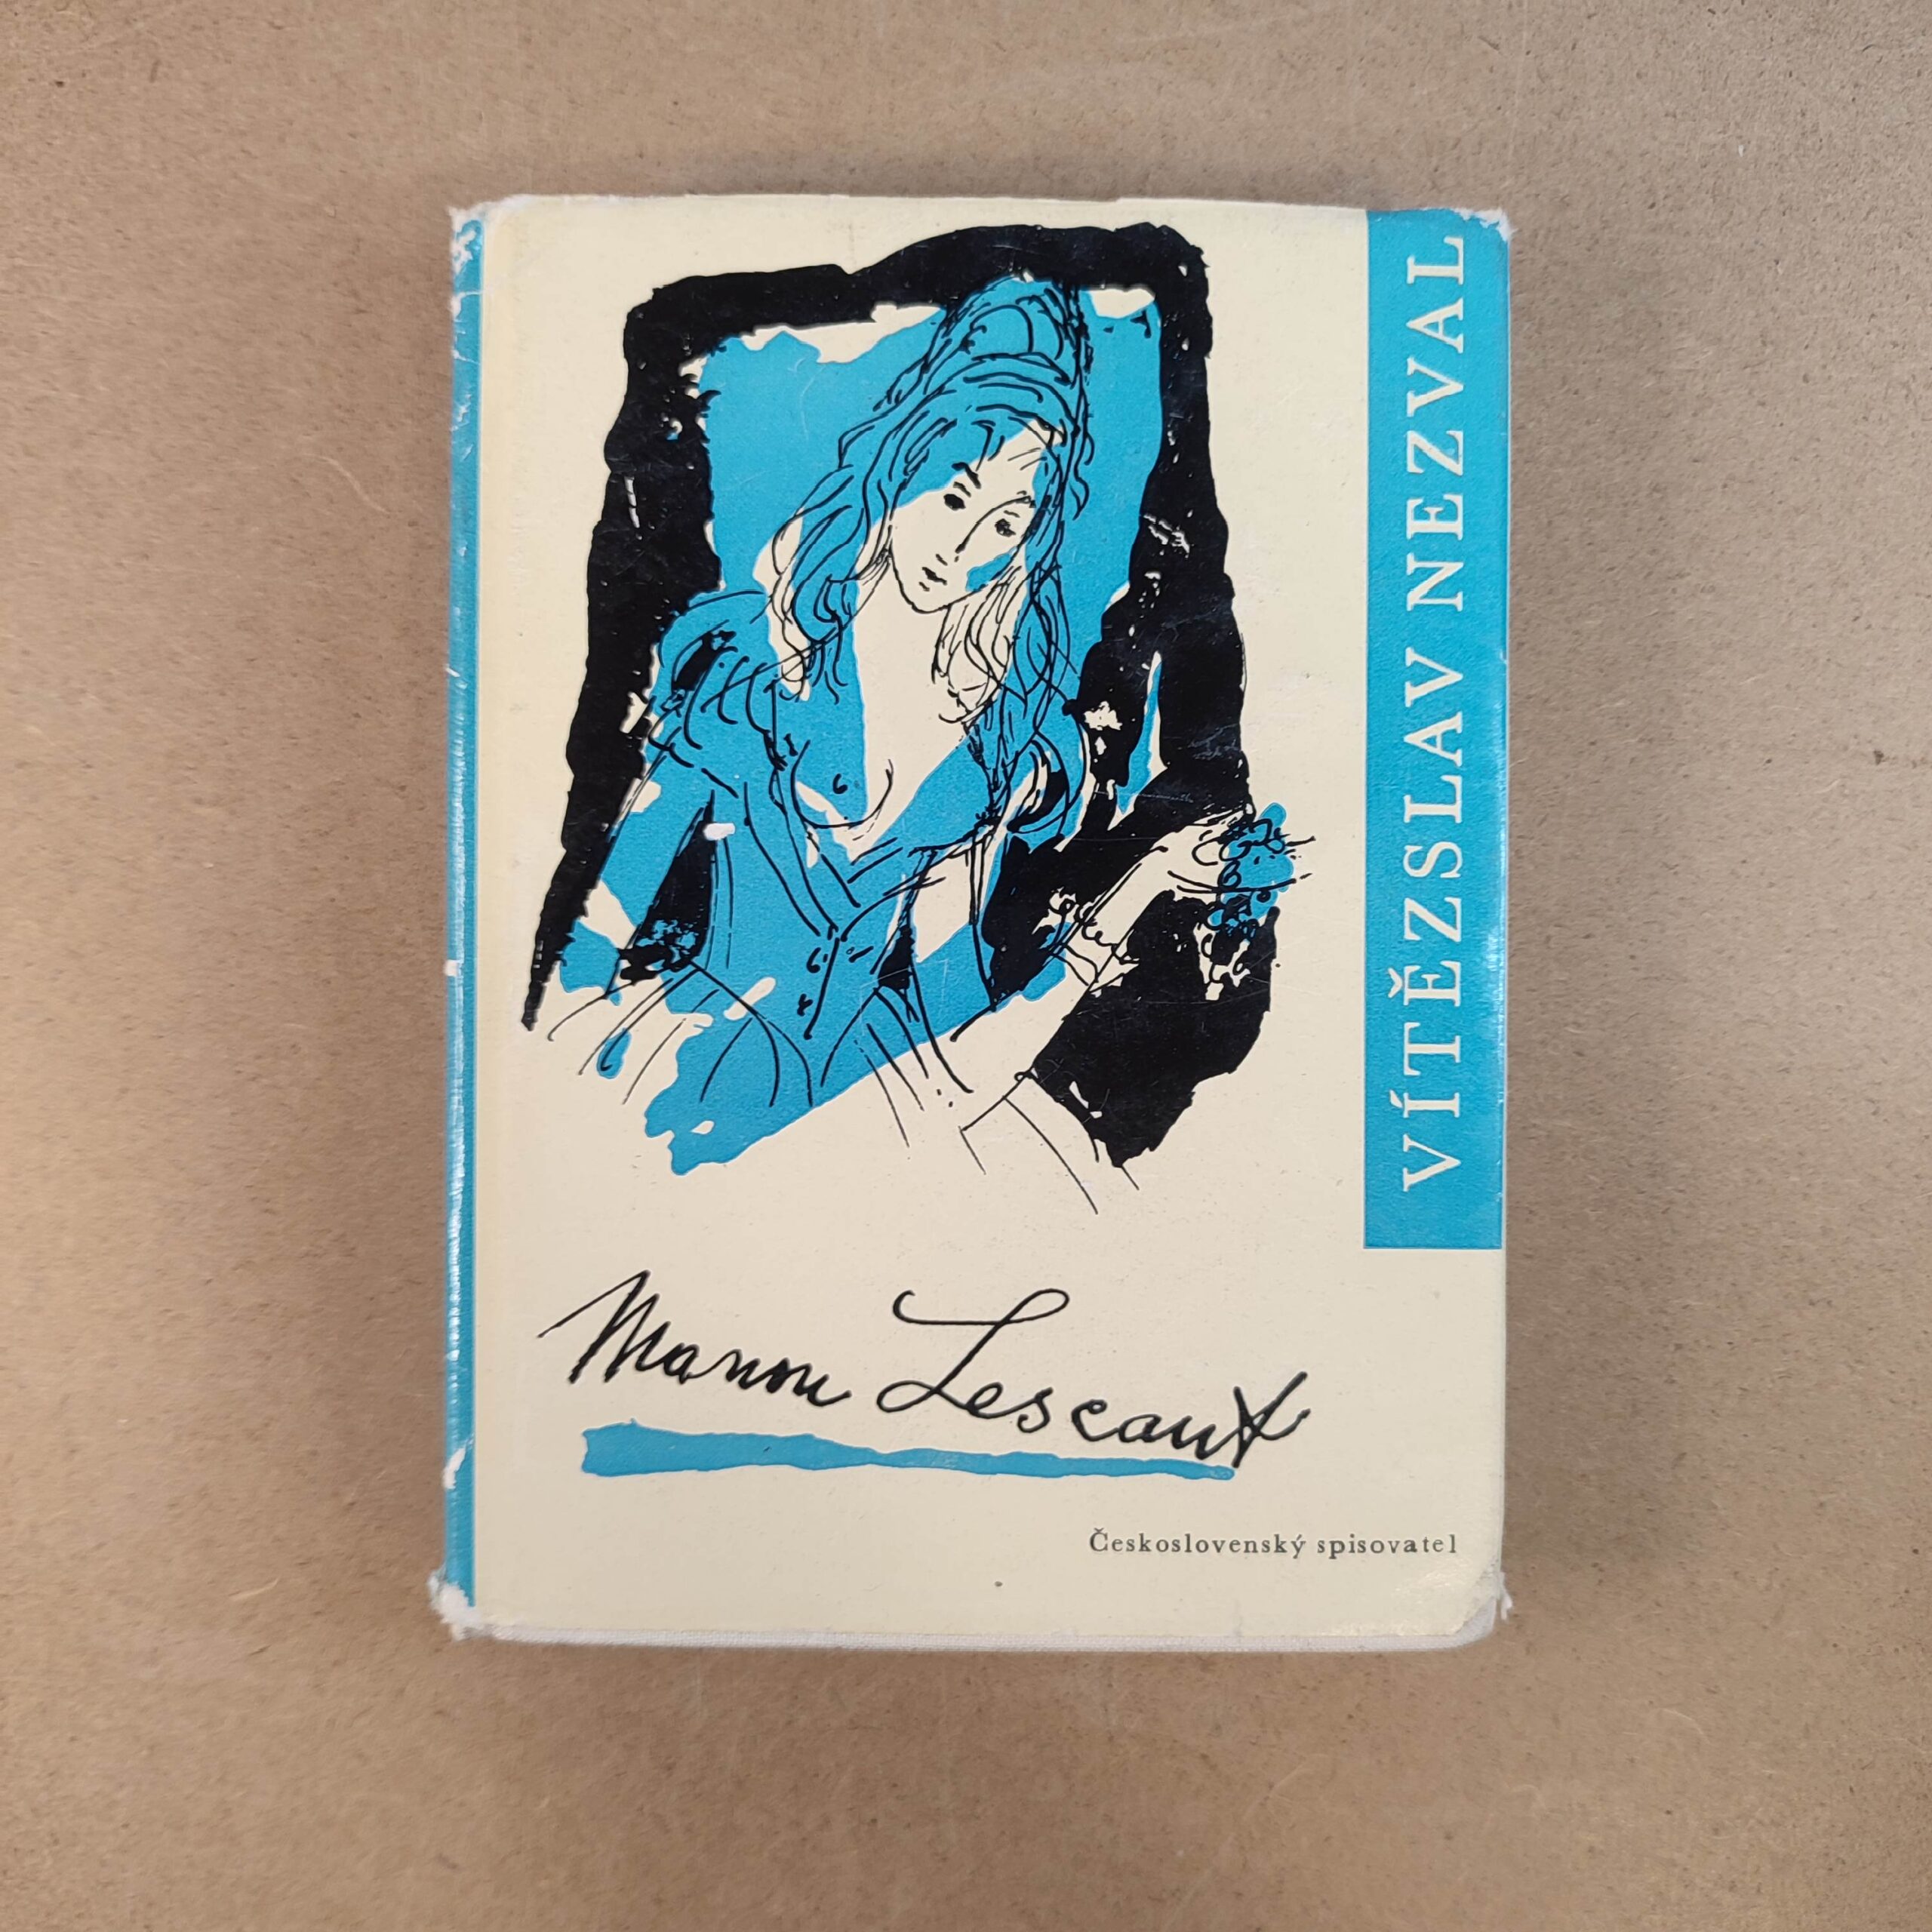 VÍTĚZSLAV NEZVAL
Manon Lescaut
Československý spisovatel